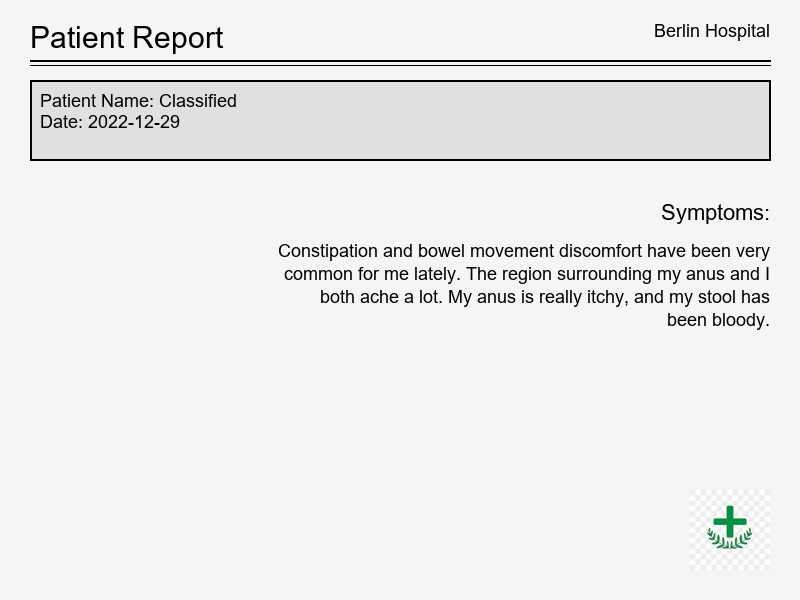 Patient Report
Berlin Hospital
Patient Name: Classified
Date: 2022-12-29
Symptoms:
Constipation and bowel movement discomfort have been very
common for me lately. The region surrounding my anus and I
both ache a lot. My anus is really itchy, and my stool has
been bloody.